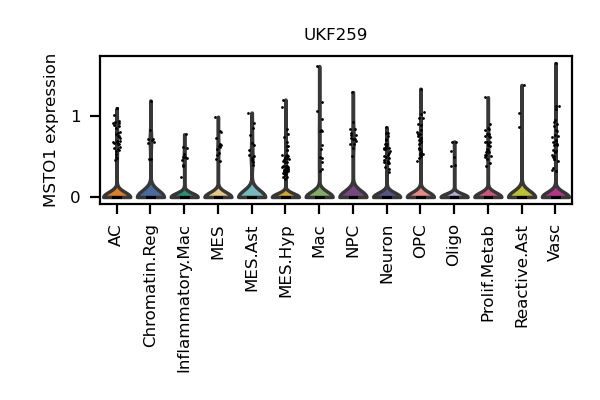 UKF259
MSTO1 expression
1
0
AC
Chromatin.Reg
Inflammatory.Mac
MES
MES.Ast
MES.Hyp
Mac
NPC
Neuron
OPC
Oligo
Prolif.Metab
Reactive.Ast
Vasc